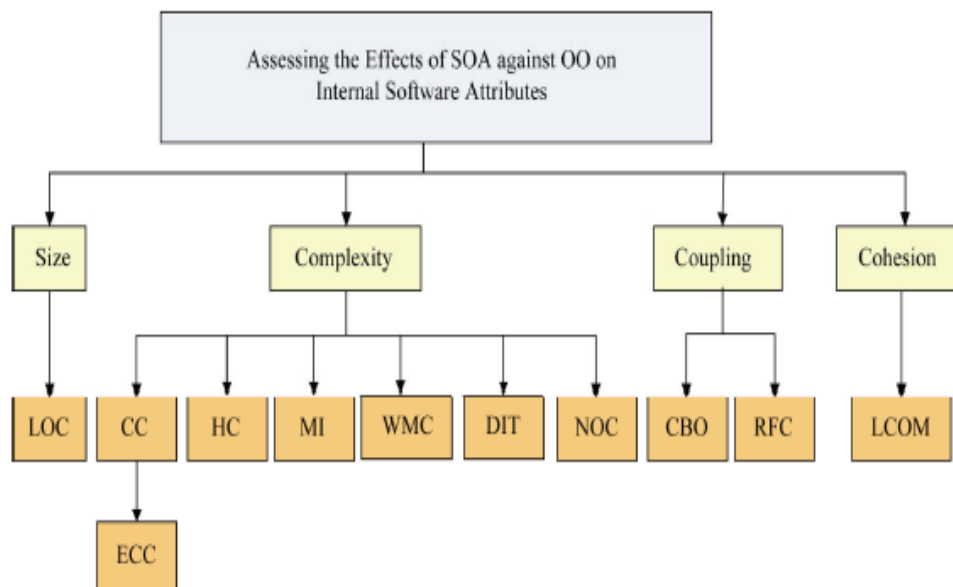 Assessing the Effects of SOA against OO on
Internal Software Attributes
Size
Complexity
Coupling
Cohesion
LOC
CC
HC
MI
WMC
DIT
NOC
CBO
RFC
LCOM
ECC